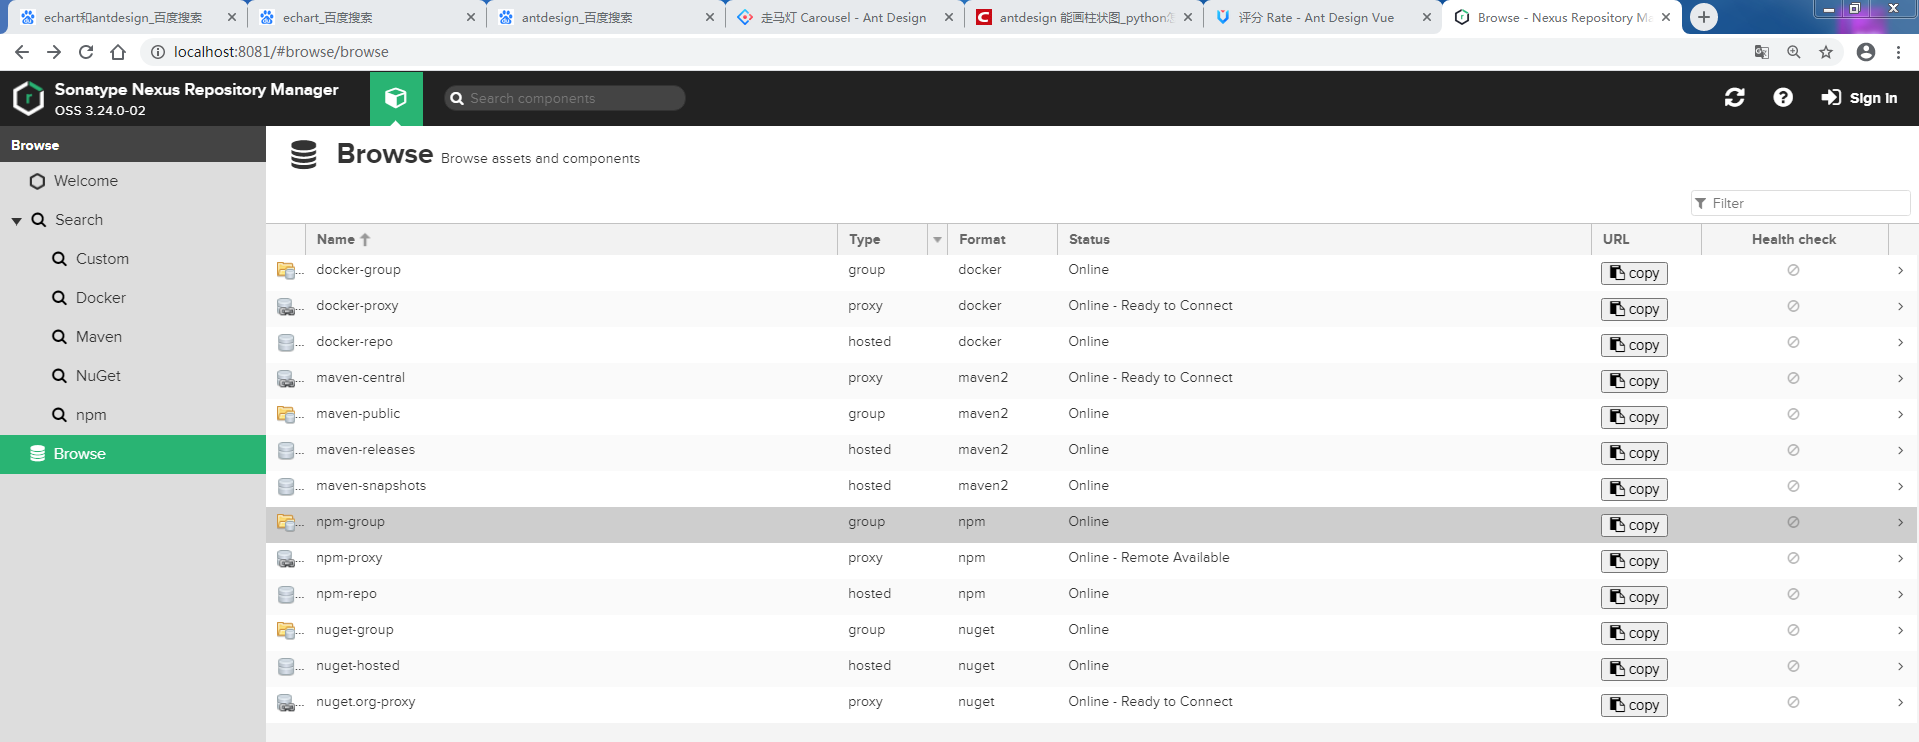 echart和antdesign_百度搜索
echart_百度搜索
antdesign_百度搜索
走马灯 Carousel - Ant Design
antdesign 能画柱状图_python
评分 Rate - Ant Design Vue
Browse - Nexus Repository Ma
localhost:8081/#browse/browse
Sonatype Nexus Repository Manager
OSS 3.24.0-02
Search components
Sign in
Browse
Welcome
Search
Custom
Docker
Maven
NuGet
npm
Browse
Browse Browse assets and components
Filter
Name Type Format Status URL Health check
docker-group group docker Online copy
docker-proxy proxy docker Online - Ready to Connect copy
docker-repo hosted docker Online copy
maven-central proxy maven2 Online - Ready to Connect copy
maven-public group maven2 Online copy
maven-releases hosted maven2 Online copy
maven-snapshots hosted maven2 Online copy
npm-group group npm Online copy
npm-proxy proxy npm Online - Remote Available copy
npm-repo hosted npm Online copy
nuget-group group nuget Online copy
nuget-hosted hosted nuget Online copy
nuget.org-proxy proxy nuget Online - Ready to Connect copy